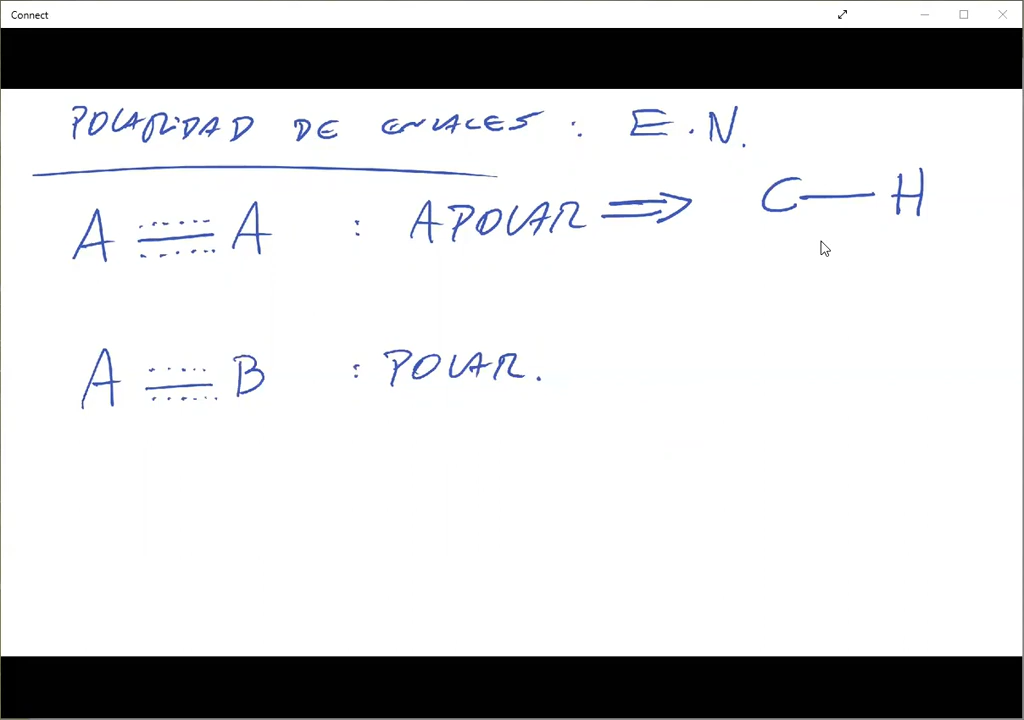 Connect
POLARIDAD DE ENLACES : E.N.
A A : APOLAR ⇒ C — H
A B : POLAR.